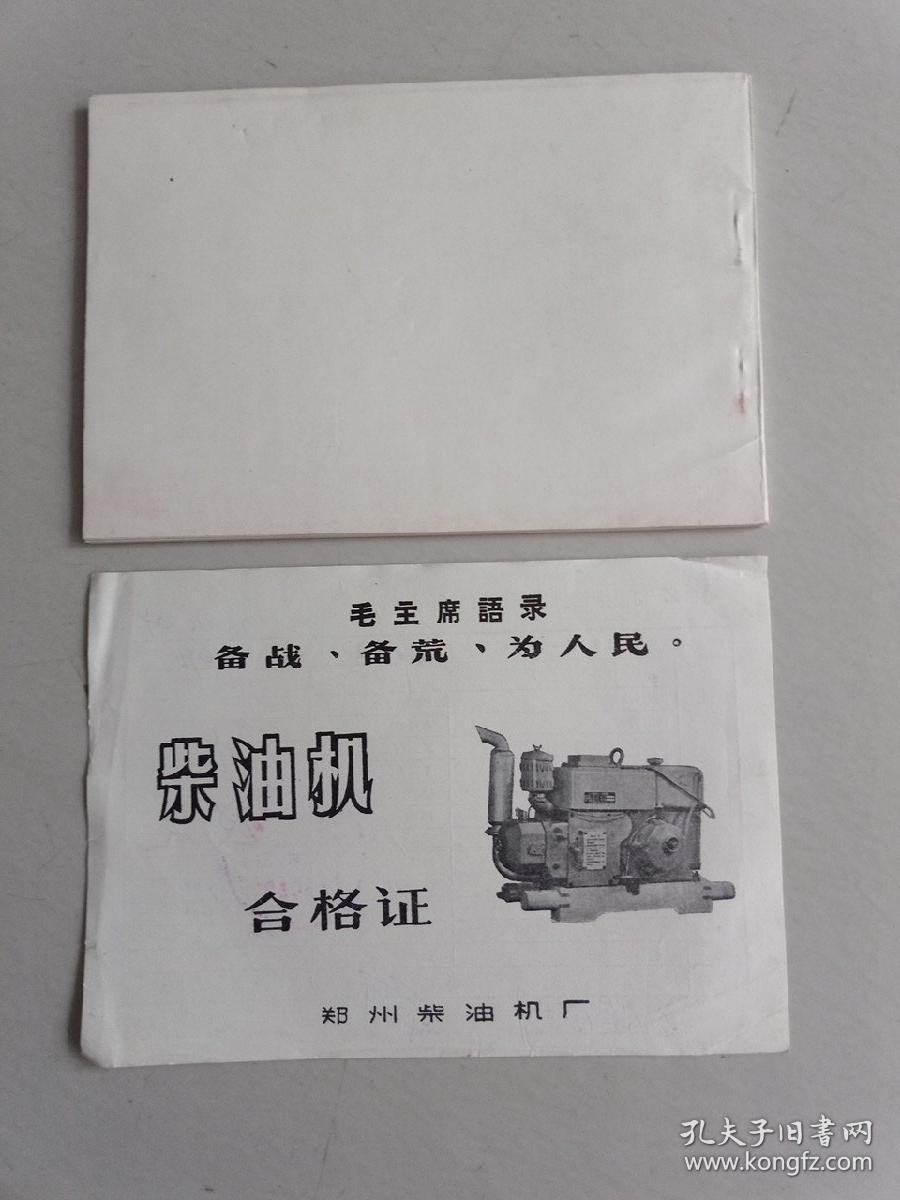 毛主席語录
备战、备荒、为人民。
柴油机
合格证
郑州柴油机厂
孔夫子旧書网
www.kongfz.com